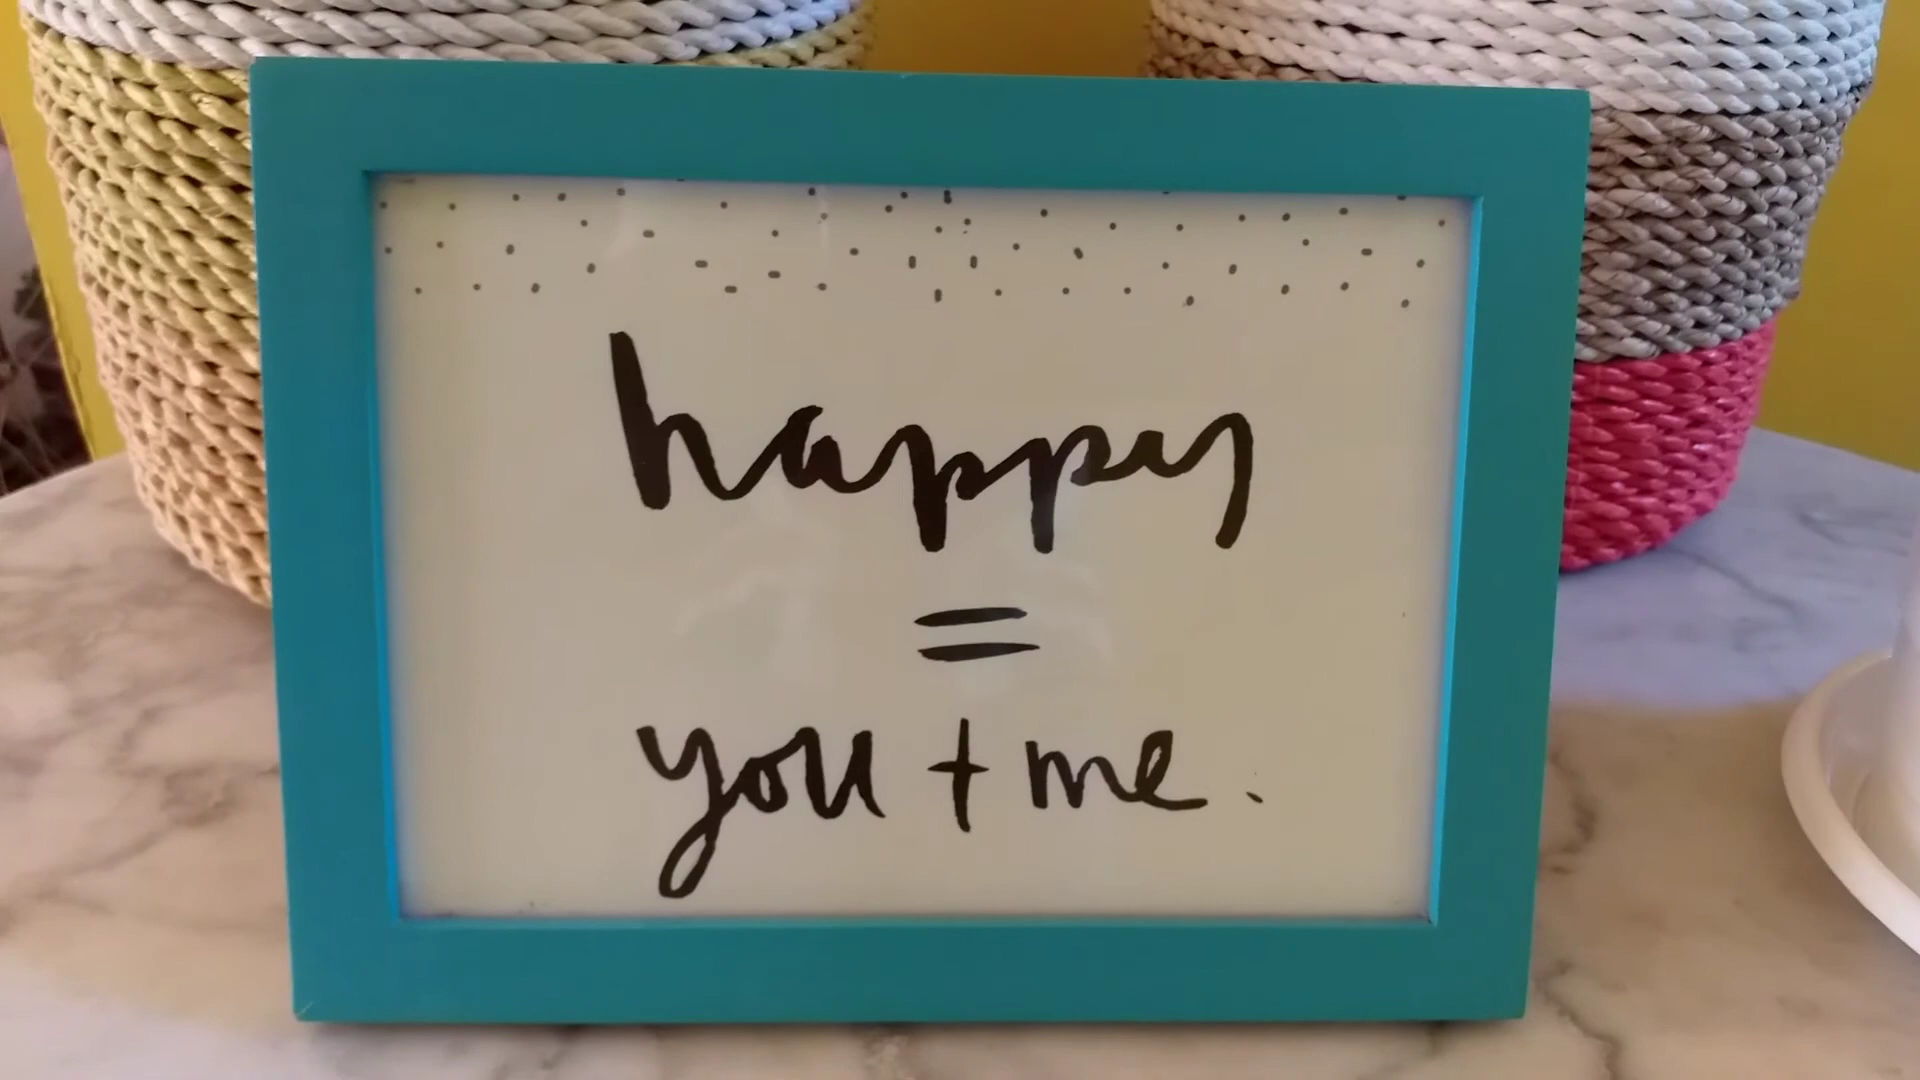 happy
=
you + me.